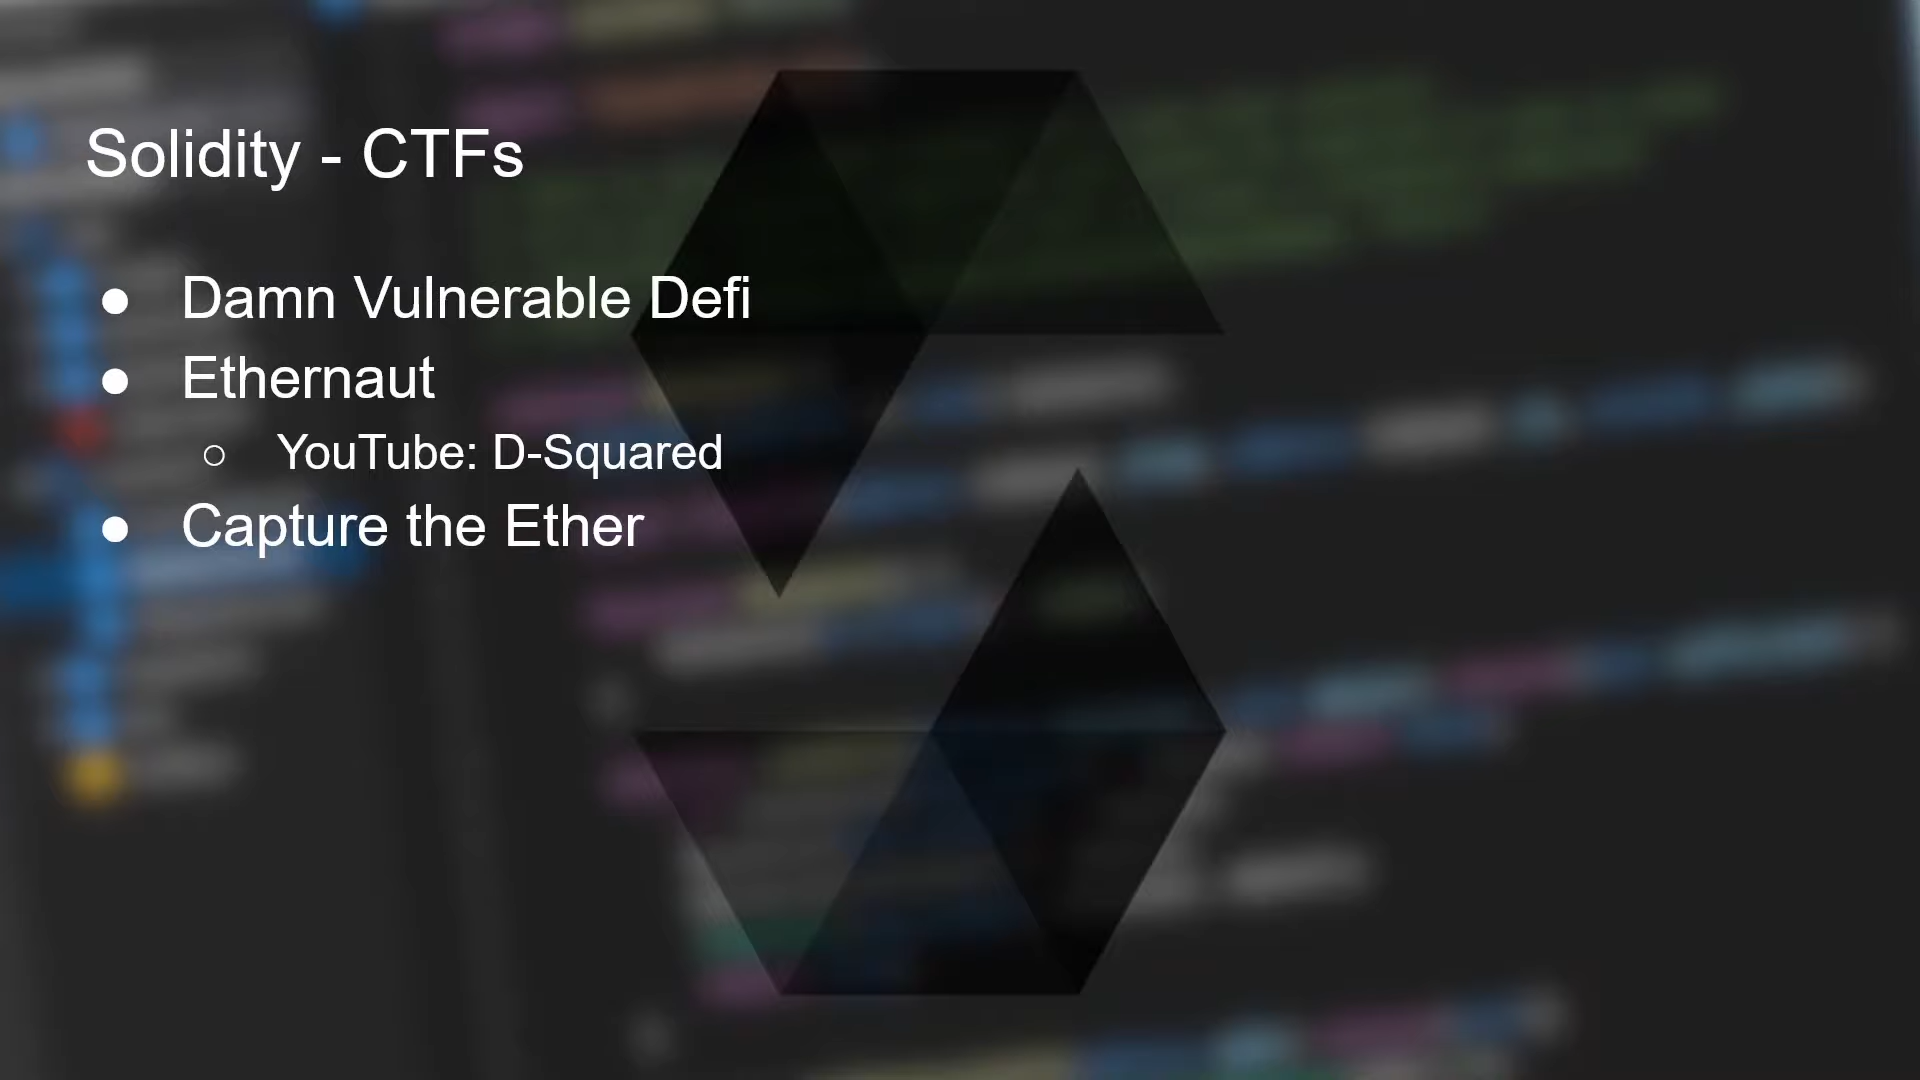 Solidity - CTFs
● Damn Vulnerable Defi
● Ethernaut
○ YouTube: D-Squared
● Capture the Ether